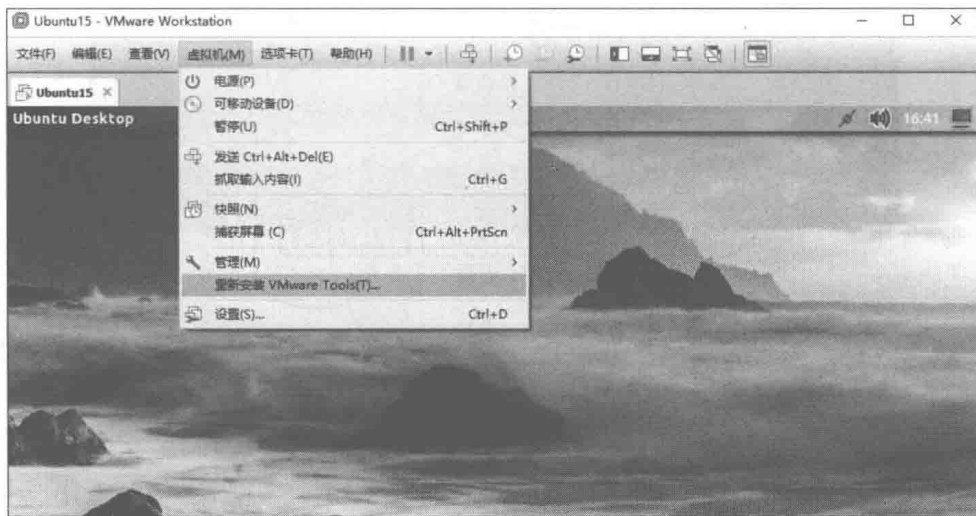 Ubuntu15 - VMware Workstation
文件(F) 编辑(E) 查看(V) 虚拟机(M) 选项卡(T) 帮助(H)
Ubuntu15
Ubuntu Desktop 16:41
电源(P)
可移动设备(D)
暂停(U) Ctrl+Shift+P
发送 Ctrl+Alt+Del(E)
抓取输入内容(I) Ctrl+G
快照(N)
捕获屏幕 (C) Ctrl+Alt+PrtScn
管理(M)
重新安装 VMware Tools(T)...
设置(S)... Ctrl+D